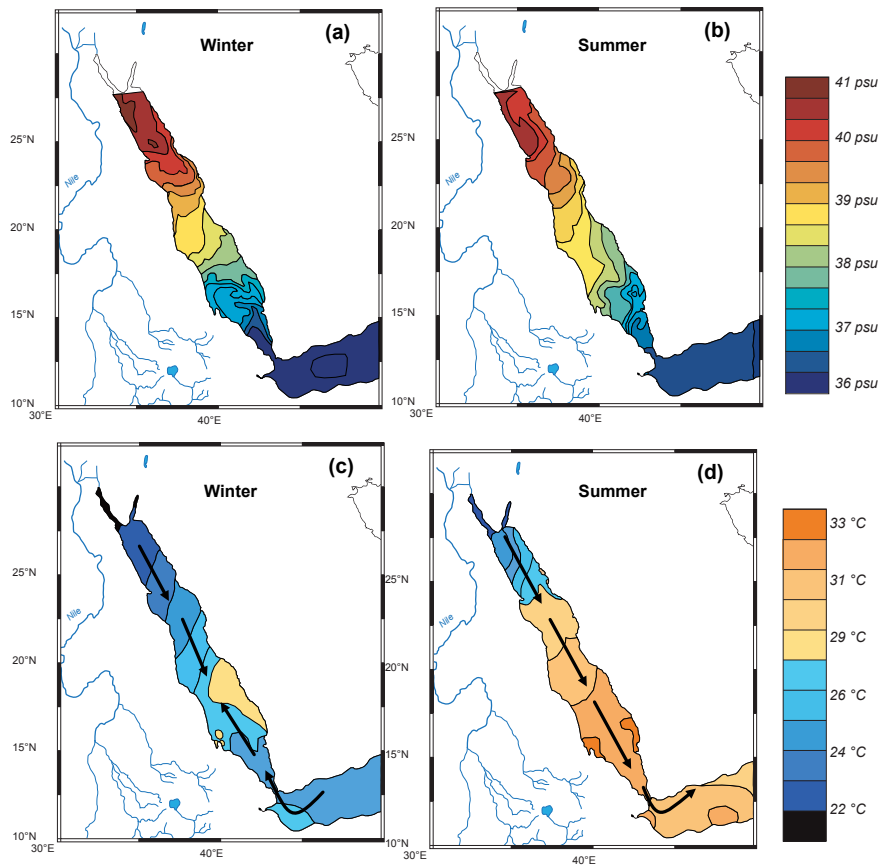 Winter
(a)
Summer
(b)
25°N
20°N
15°N
10°N
30°E
40°E
Nile
25°N
20°N
15°N
10°N
30°E
40°E
Nile
41 psu
40 psu
39 psu
38 psu
37 psu
36 psu
Winter
(c)
Summer
(d)
25°N
20°N
15°N
10°N
30°E
40°E
Nile
25°N
20°N
15°N
10°N
30°E
40°E
Nile
33 °C
31 °C
29 °C
26 °C
24 °C
22 °C